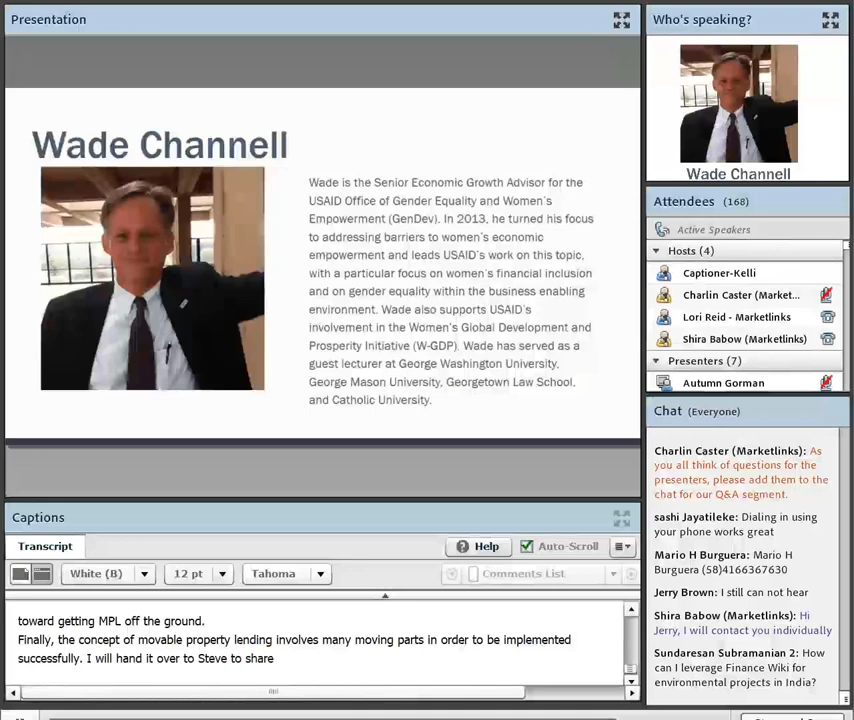 Presentation
Wade Channell
Wade is the Senior Economic Growth Advisor for the
USAID Office of Gender Equality and Women's
Empowerment (GenDev). In 2013, he turned his focus
to addressing barriers to women's economic
empowerment and leads USAID's work on this topic,
with a particular focus on women's financial inclusion
and on gender equality within the business enabling
environment. Wade also supports USAID's
involvement in the Women's Global Development and
Prosperity Initiative (W-GDP). Wade has served as a
guest lecturer at George Washington University,
George Mason University, Georgetown Law School,
and Catholic University.
Captions
Transcript
Help
Auto-Scroll
White (B)
12 pt
Tahoma
Comments List
toward getting MPL off the ground.
Finally, the concept of movable property lending involves many moving parts in order to be implemented
successfully. I will hand it over to Steve to share
Who's speaking?
Wade Channell
Attendees (168)
Active Speakers
Hosts (4)
Captioner-Kelli
Charlin Caster (Market...
Lori Reid - Marketlinks
Shira Babow (Marketlinks)
Presenters (7)
Autumn Gorman
Chat (Everyone)
Charlin Caster (Marketlinks): As
you all think of questions for the
presenters, please add them to the
chat for our Q&A segment.
sashi Jayatileke: Dialing in using
your phone works great
Mario H Burguera: Mario H
Burguera (58)4166367630
Jerry Brown: I still can not hear
Shira Babow (Marketlinks): Hi
Jerry, I will contact you individually
Sundaresan Subramanian 2: How
can I leverage Finance Wiki for
environmental projects in India?